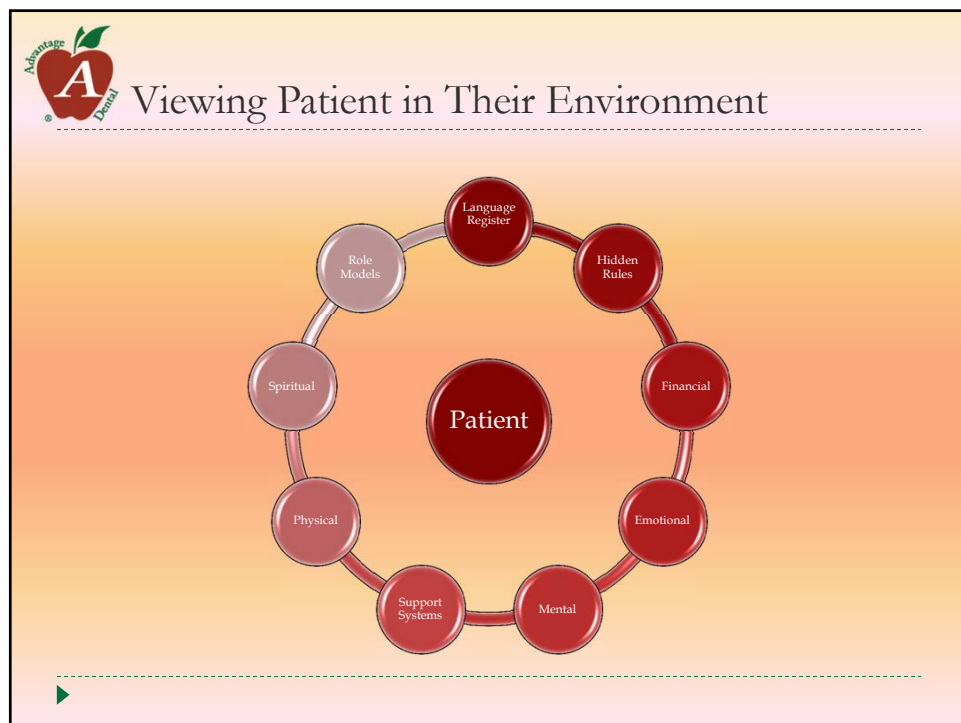 Advantage
A
Dental
®
Viewing Patient in Their Environment
Language
Register
Hidden
Rules
Financial
Emotional
Mental
Support
Systems
Physical
Spiritual
Role
Models
Patient